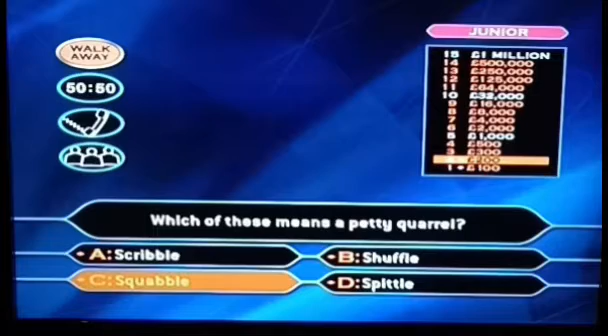 JUNIOR
WALK
AWAY
50:50
15 £1 MILLION
14 £500,000
13 £250,000
12 £125,000
11 £64,000
10 £32,000
9 £16,000
8 £8,000
7 £4,000
6 £2,000
5 £1,000
4 £500
3 £300
2 £200
1 £100
Which of these means a petty quarrel?
A: Scribble
B: Shuffle
C: Squabble
D: Spittle